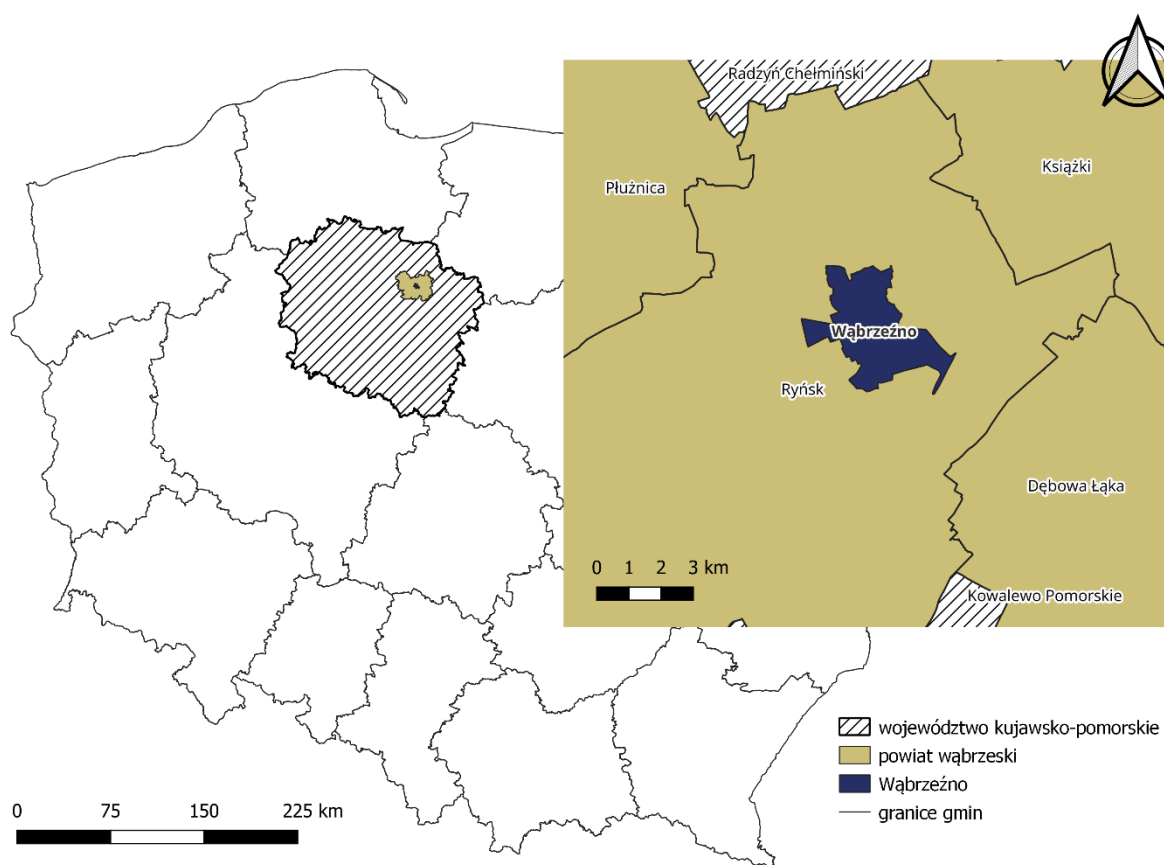 Radzyń Chełmiński
Książki
Płużnica
Wąbrzeźno
Ryńsk
Dębowa Łąka
0 1 2 3 km
Kowalewo Pomorskie
województwo kujawsko-pomorskie
powiat wąbrzeski
Wąbrzeźno
granice gmin
0 75 150 225 km